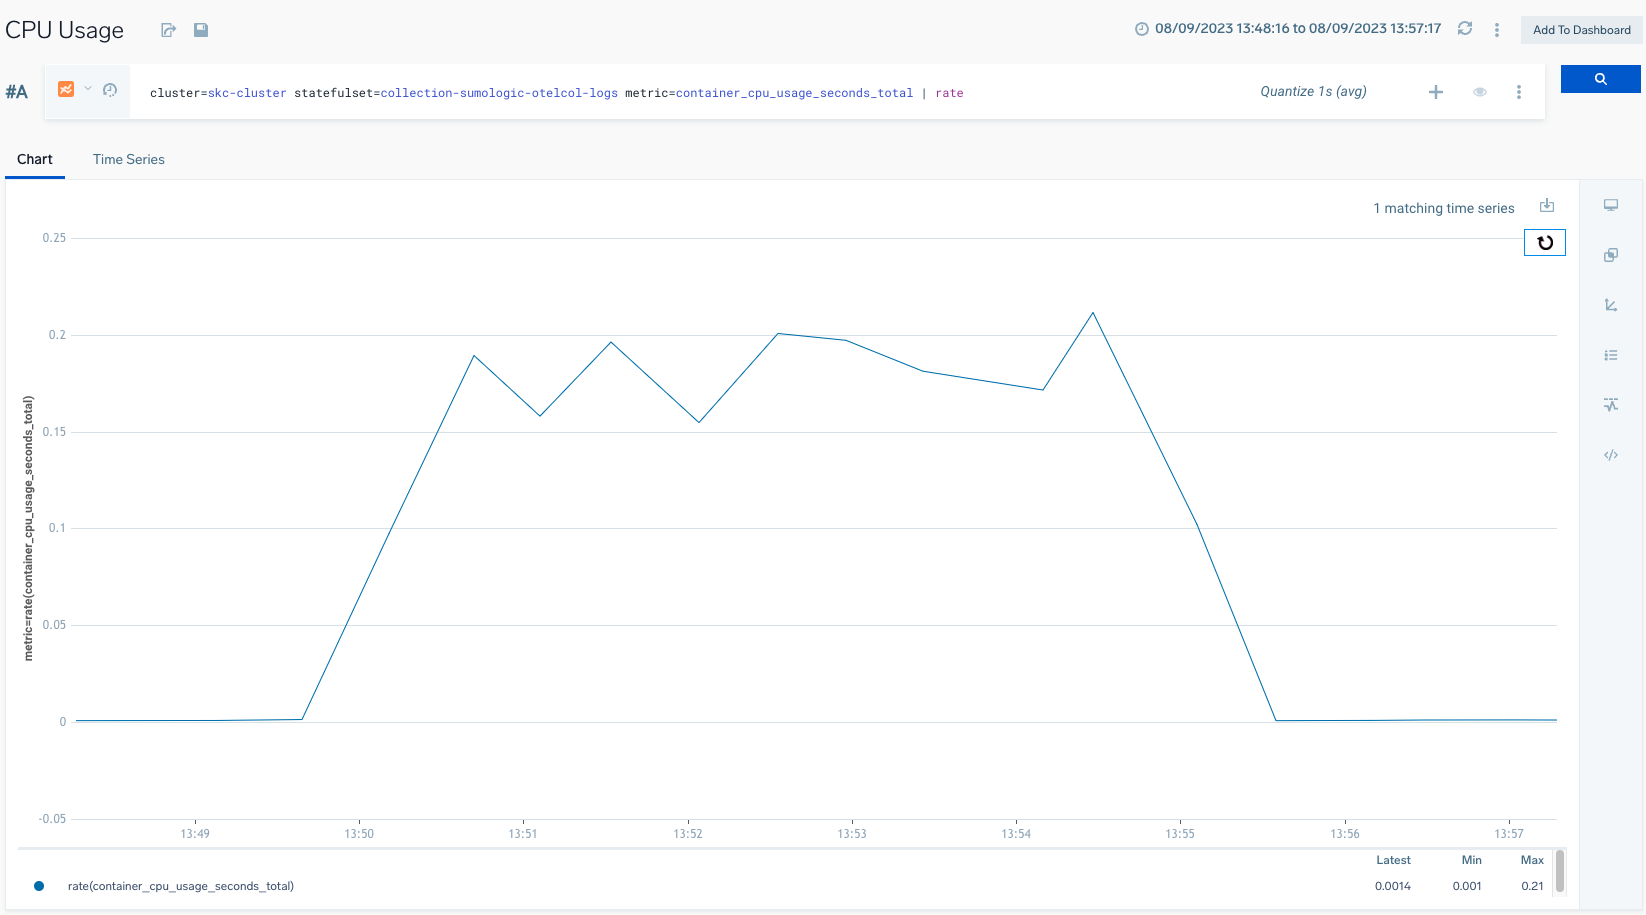 CPU Usage
08/09/2023 13:48:16 to 08/09/2023 13:57:17
Add To Dashboard
#A
cluster=skc-cluster statefulset=collection-sumologic-otelcol-logs metric=container_cpu_usage_seconds_total | rate
Quantize 1s (avg)
Chart
Time Series
1 matching time series
metric=rate(container_cpu_usage_seconds_total)
0.25
0.2
0.15
0.1
0.05
0
-0.05
13:49 13:50 13:51 13:52 13:53 13:54 13:55 13:56 13:57
Latest Min Max
rate(container_cpu_usage_seconds_total) 0.0014 0.001 0.21